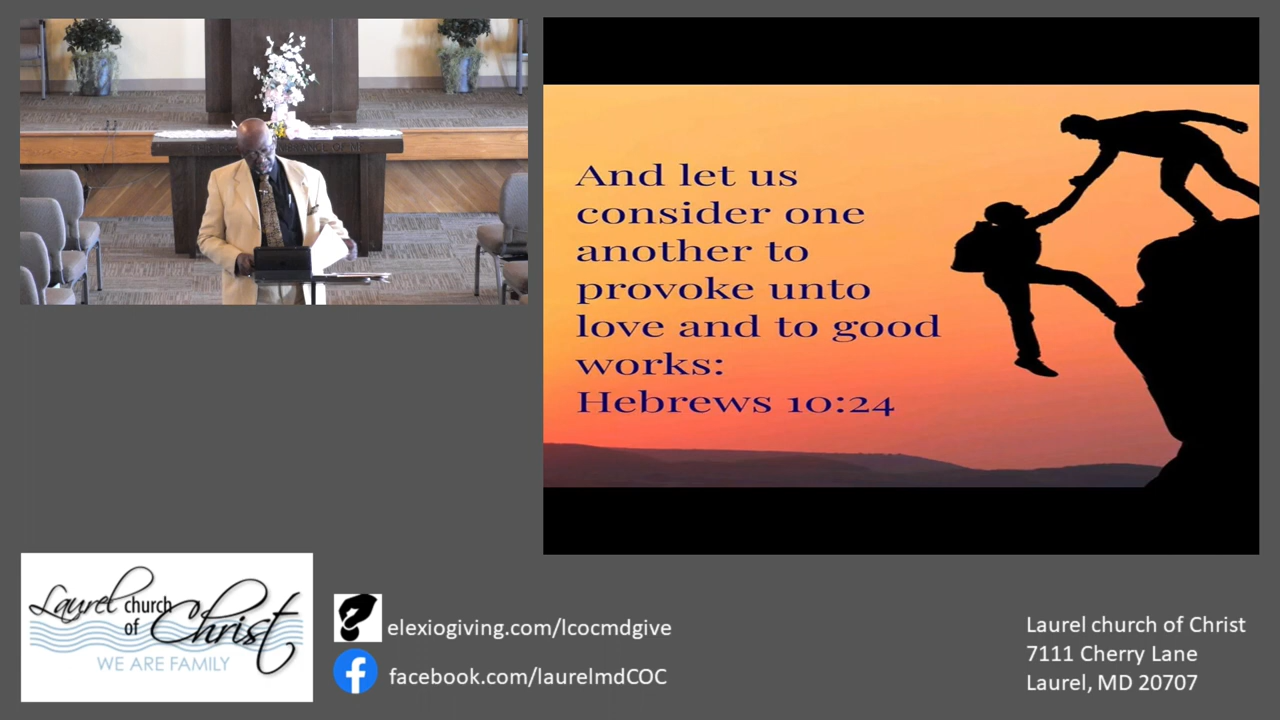 And let us
consider one
another to
provoke unto
love and to good
works:
Hebrews 10:24
Laurel church of Christ
WE ARE FAMILY
elexiogiving.com/lcocmdgive
facebook.com/laurelmdCOC
Laurel church of Christ
7111 Cherry Lane
Laurel, MD 20707